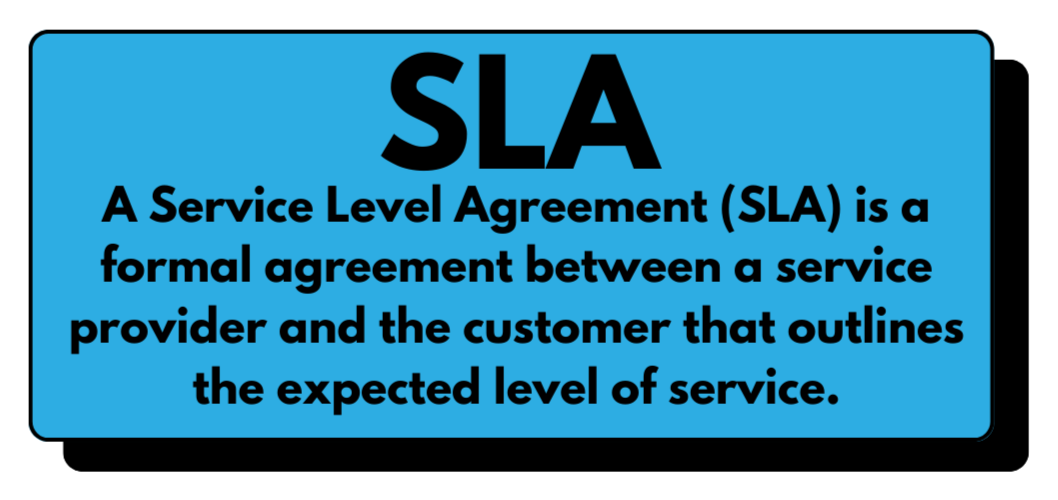 SLA
A Service Level Agreement (SLA) is a
formal agreement between a service
provider and the customer that outlines
the expected level of service.